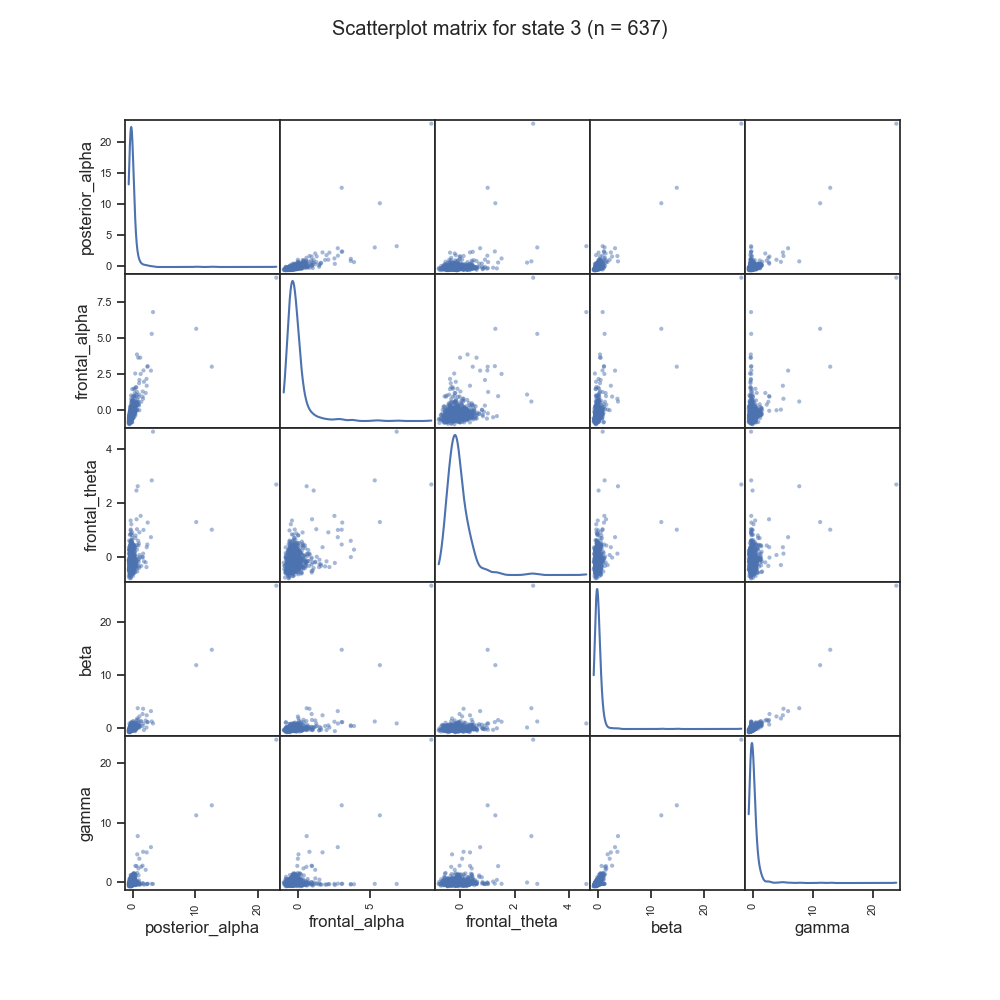 Scatterplot matrix for state 3 (n = 637)
posterior_alpha
20
15
10
5
0
frontal_alpha
7.5
5.0
2.5
0.0
frontal_theta
4
2
0
beta
20
10
0
gamma
20
10
0
0 10 20 0 5 0 2 4 0 10 20 0 10 20
posterior_alpha frontal_alpha frontal_theta beta gamma